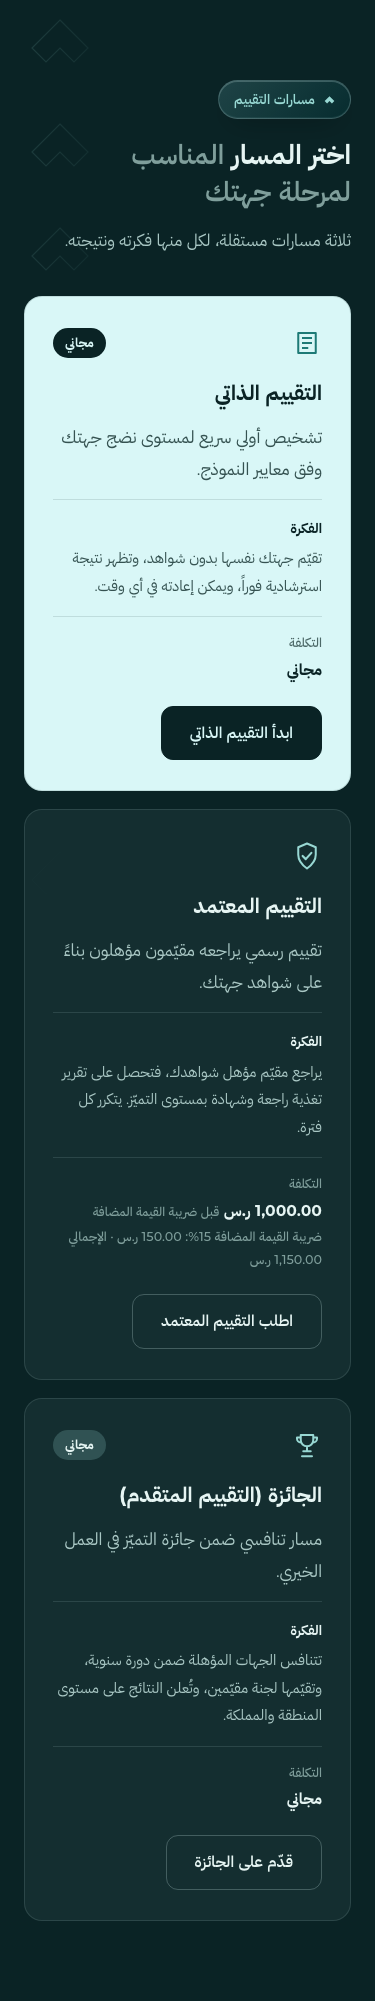 مسارات التقييم
اختر المسار المناسب
لمرحلة جهتك
ثلاثة مسارات مستقلة، لكل منها فكرته ونتيجته.
مجاني
التقييم الذاتي
تشخيص أولي سريع لمستوى نضج جهتك
وفق معايير النموذج.
الفكرة
تقيّم جهتك نفسها بدون شواهد، وتظهر نتيجة
استرشادية فوراً، ويمكن إعادته في أي وقت.
التكلفة
مجاني
ابدأ التقييم الذاتي
التقييم المعتمد
تقييم رسمي يراجعه مقيّمون مؤهلون بناءً
على شواهد جهتك.
الفكرة
يراجع مقيّم مؤهل شواهدك، فتحصل على تقرير
تغذية راجعة وشهادة بمستوى التميّز. يتكرر كل
فترة.
التكلفة
1,000.00 ر.س قبل ضريبة القيمة المضافة
ضريبة القيمة المضافة 15%: 150.00 ر.س · الإجمالي
1,150.00 ر.س
اطلب التقييم المعتمد
مجاني
الجائزة (التقييم المتقدم)
مسار تنافسي ضمن جائزة التميّز في العمل
الخيري.
الفكرة
تتنافس الجهات المؤهلة ضمن دورة سنوية،
وتقيّمها لجنة مقيّمين، وتُعلن النتائج على مستوى
المنطقة والمملكة.
التكلفة
مجاني
قدّم على الجائزة